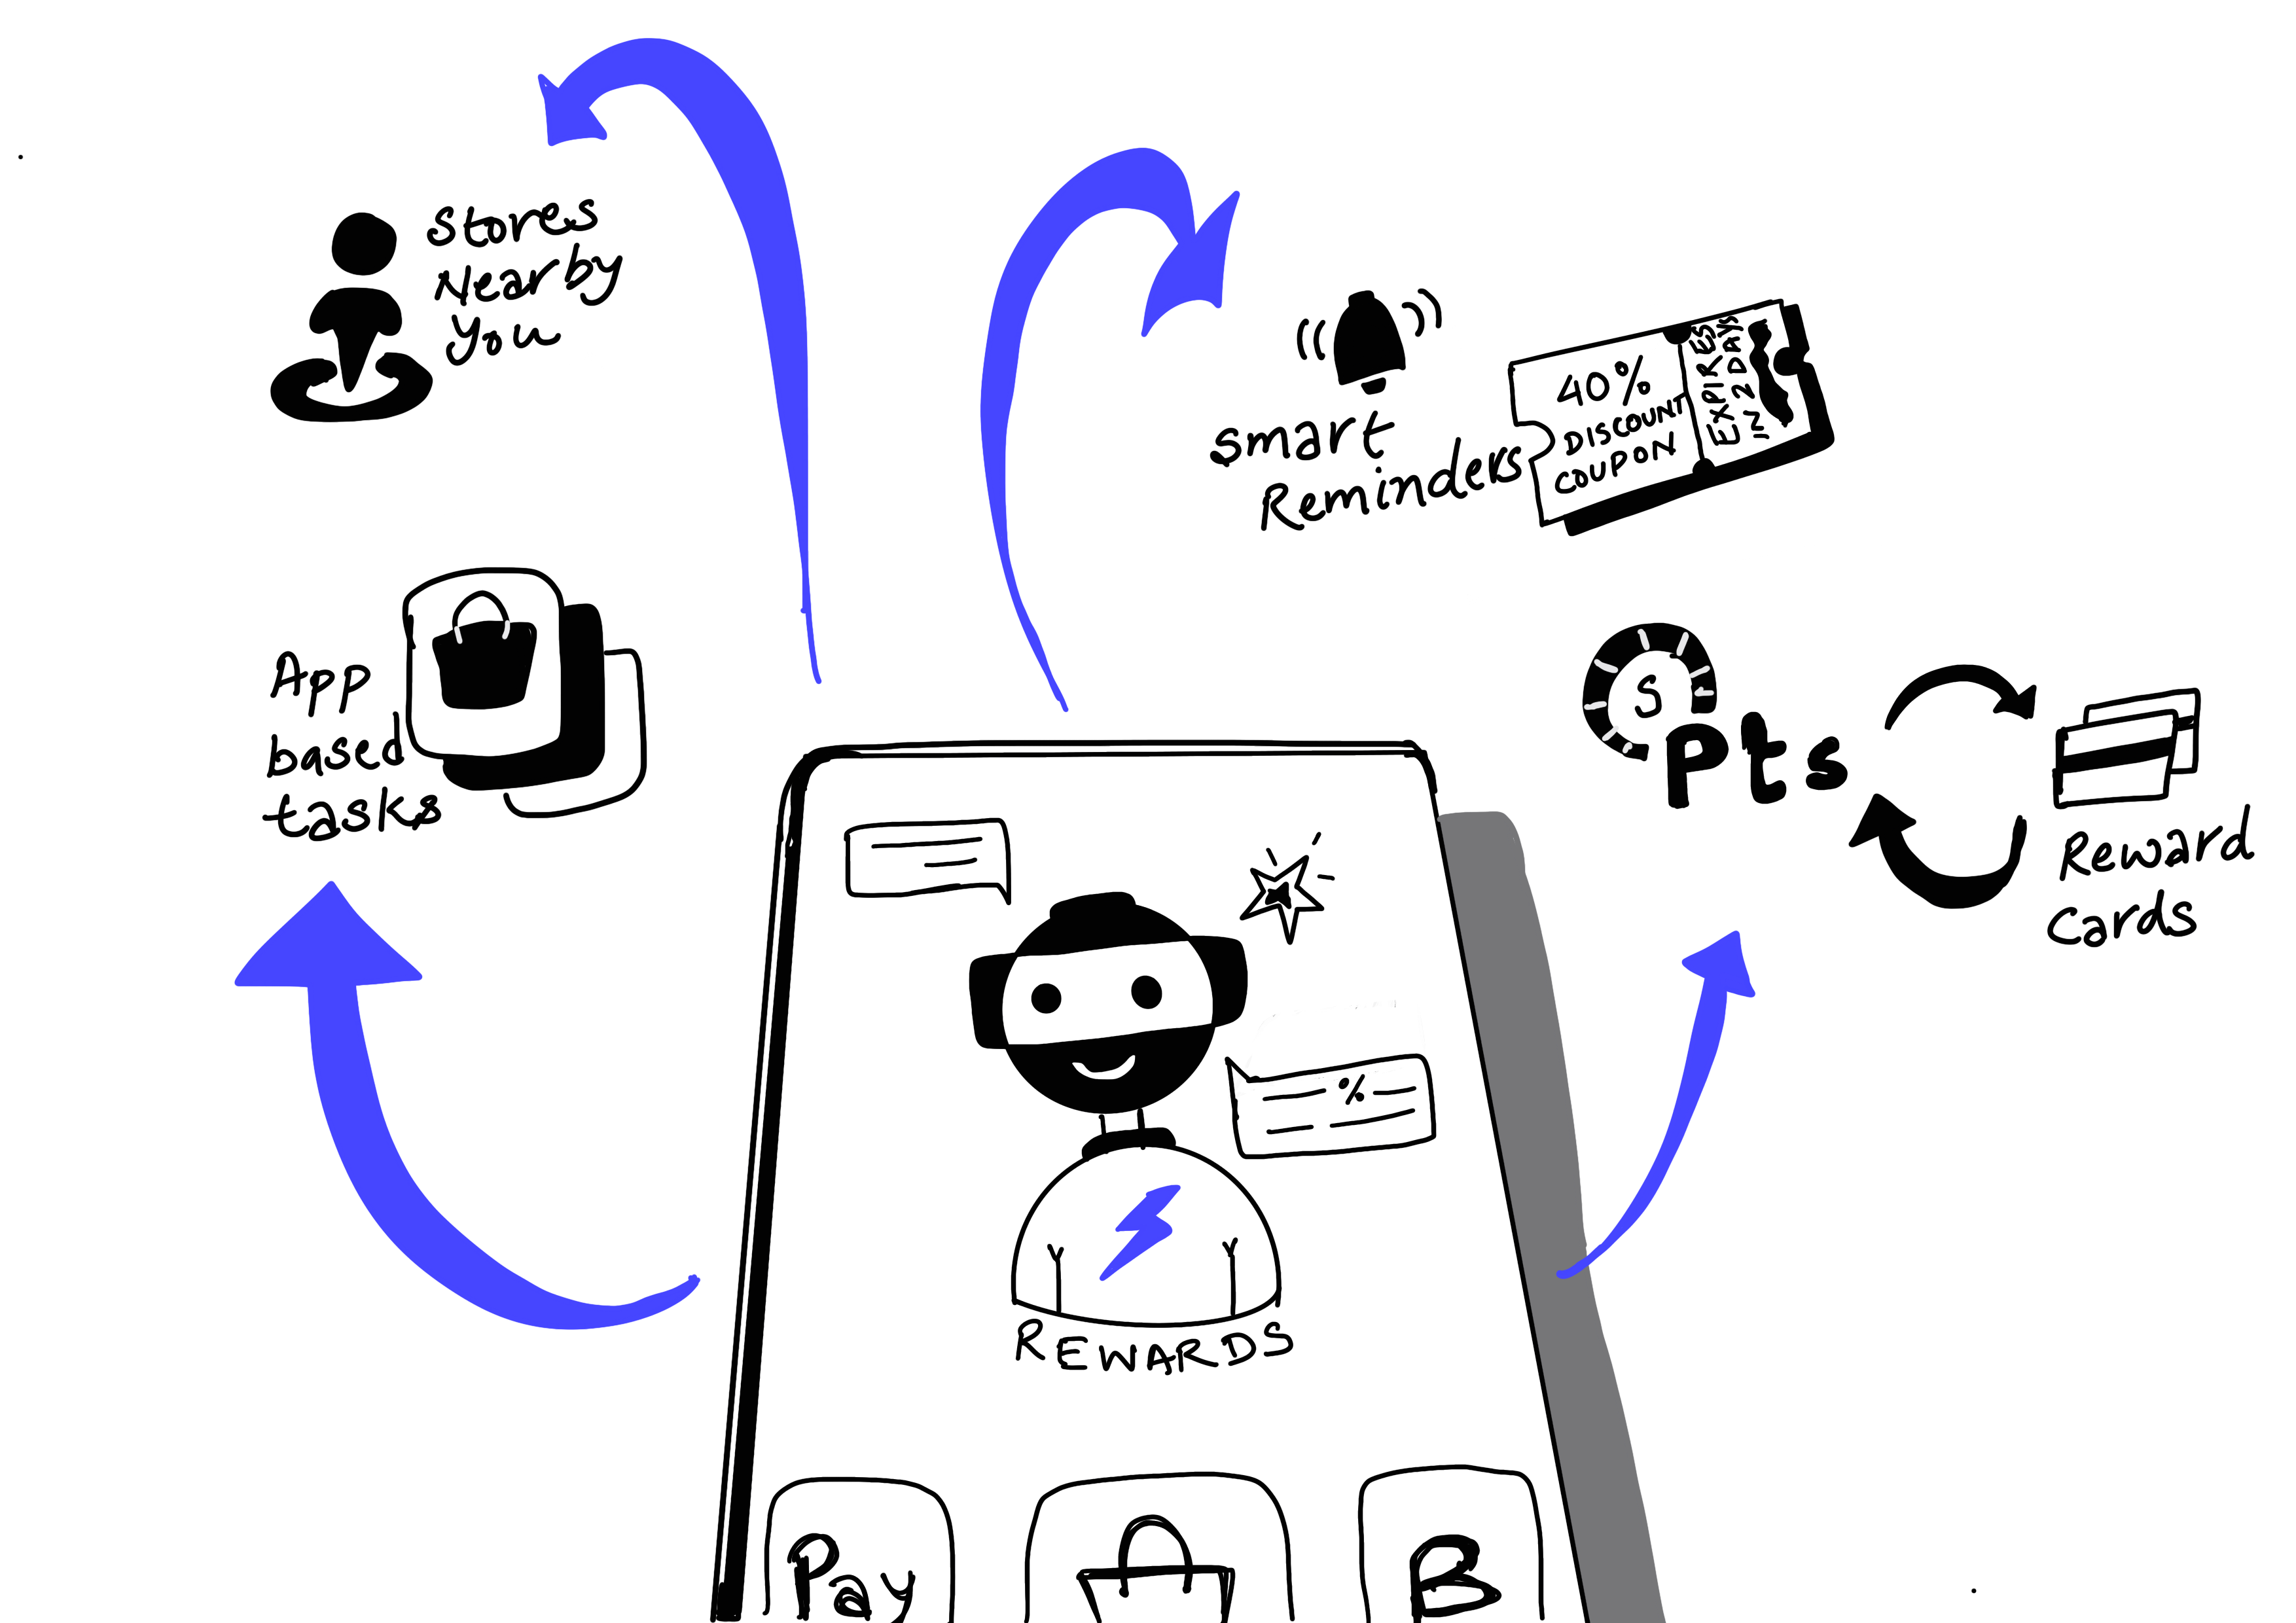 Stores
Nearby
You
Smart
Reminders
40%
DISCOUNT
COUPON
EXPIRES
IN 2 DAYS
App
based
tasks
S
Pts
Reward
Cards
%
REWARDS
Pay
B